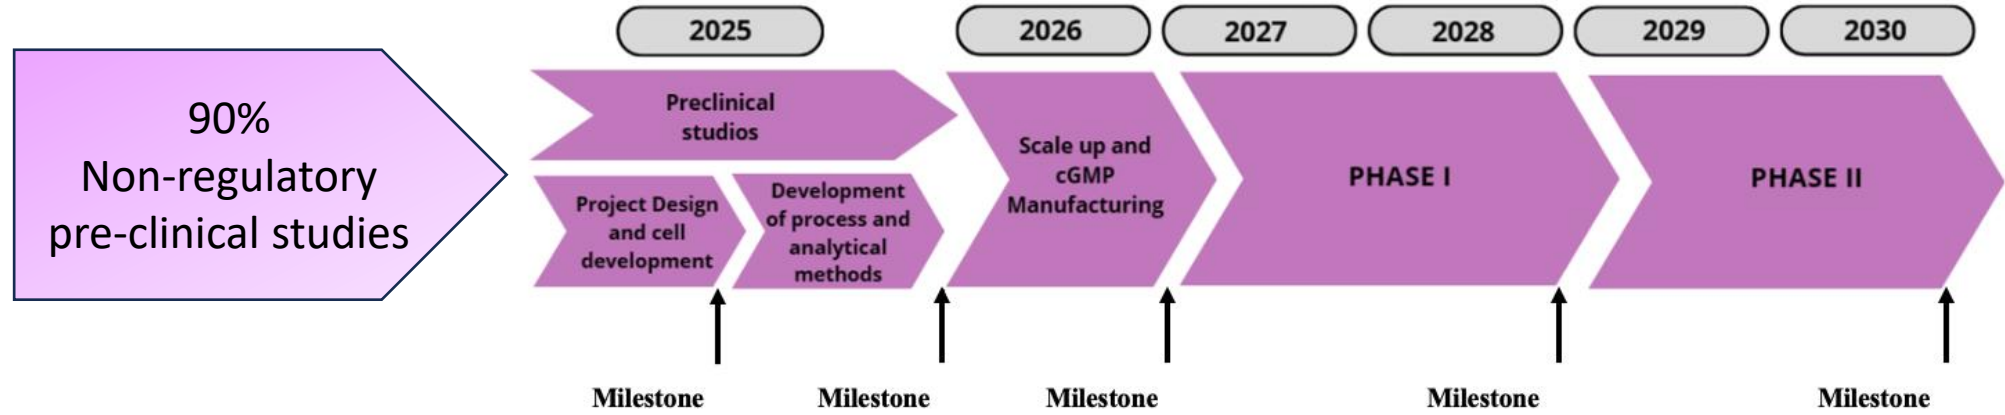 2025
2026
2027
2028
2029
2030
90%
Non-regulatory
pre-clinical studies
Preclinical
studios
Project Design
and cell
development
Development
of process and
analytical
methods
Scale up and
cGMP
Manufacturing
PHASE I
PHASE II
Milestone
Milestone
Milestone
Milestone
Milestone